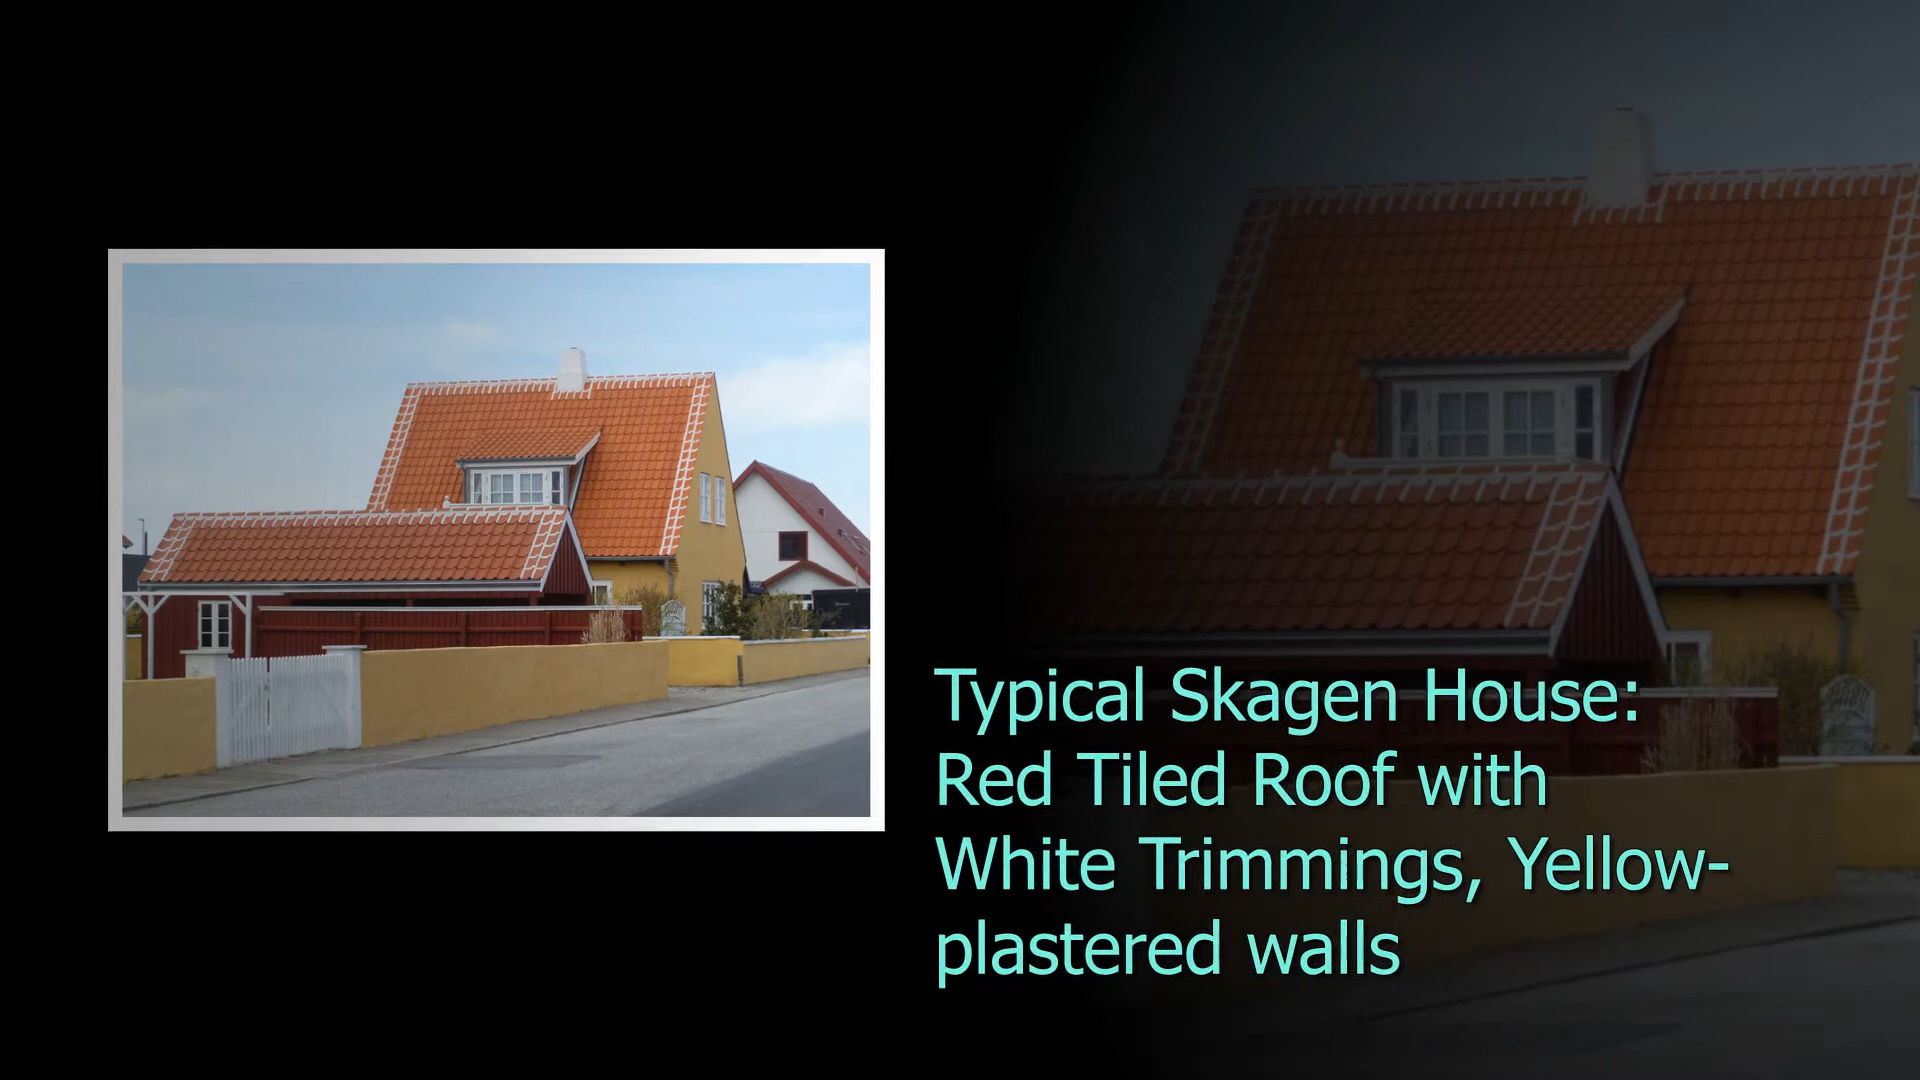 Typical Skagen House:
Red Tiled Roof with
White Trimmings, Yellow-
plastered walls